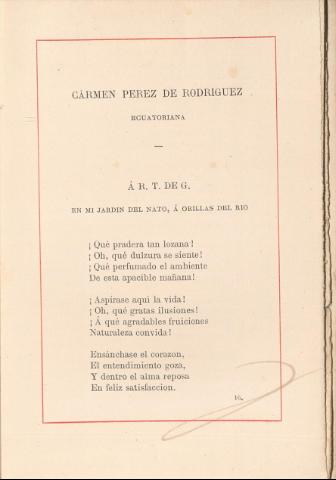 CÁRMEN PEREZ DE RODRIGUEZ
ECUATORIANA
Á R. T. DE G.
EN MI JARDIN DEL NATO, Á ORILLAS DEL RIO
¡Qué pradera tan lozana!
¡Oh, qué dulzura se siente!
¡Qué perfumado el ambiente
De esta apacible mañana!
¡Aspírase aquí la vida!
¡Oh, qué gratas ilusiones!
¡Á qué agradables fruiciones
Naturaleza convida!
Ensánchase el corazon,
El entendimiento goza,
Y dentro el alma reposa
En feliz satisfaccion.
16.